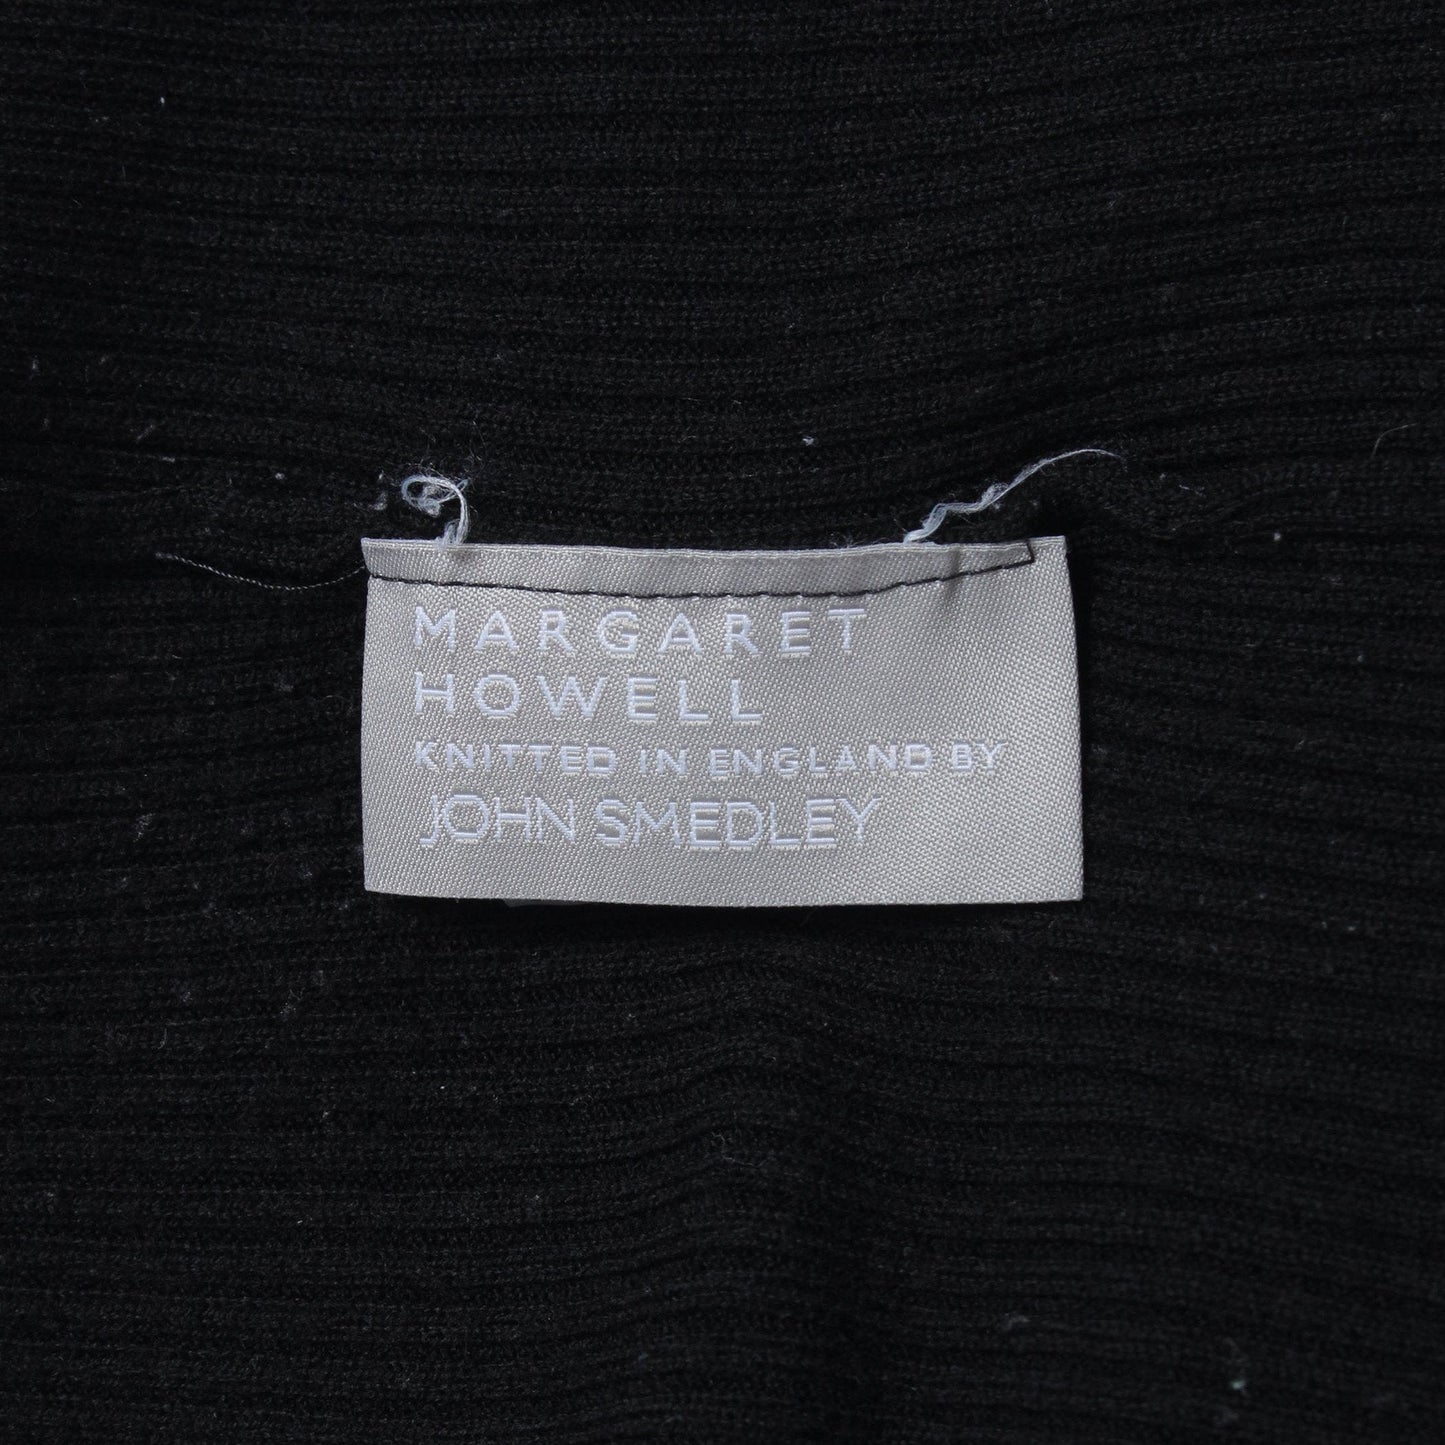 MARGARET
HOWELL
KNITTED IN ENGLAND BY
JOHN SMEDLEY